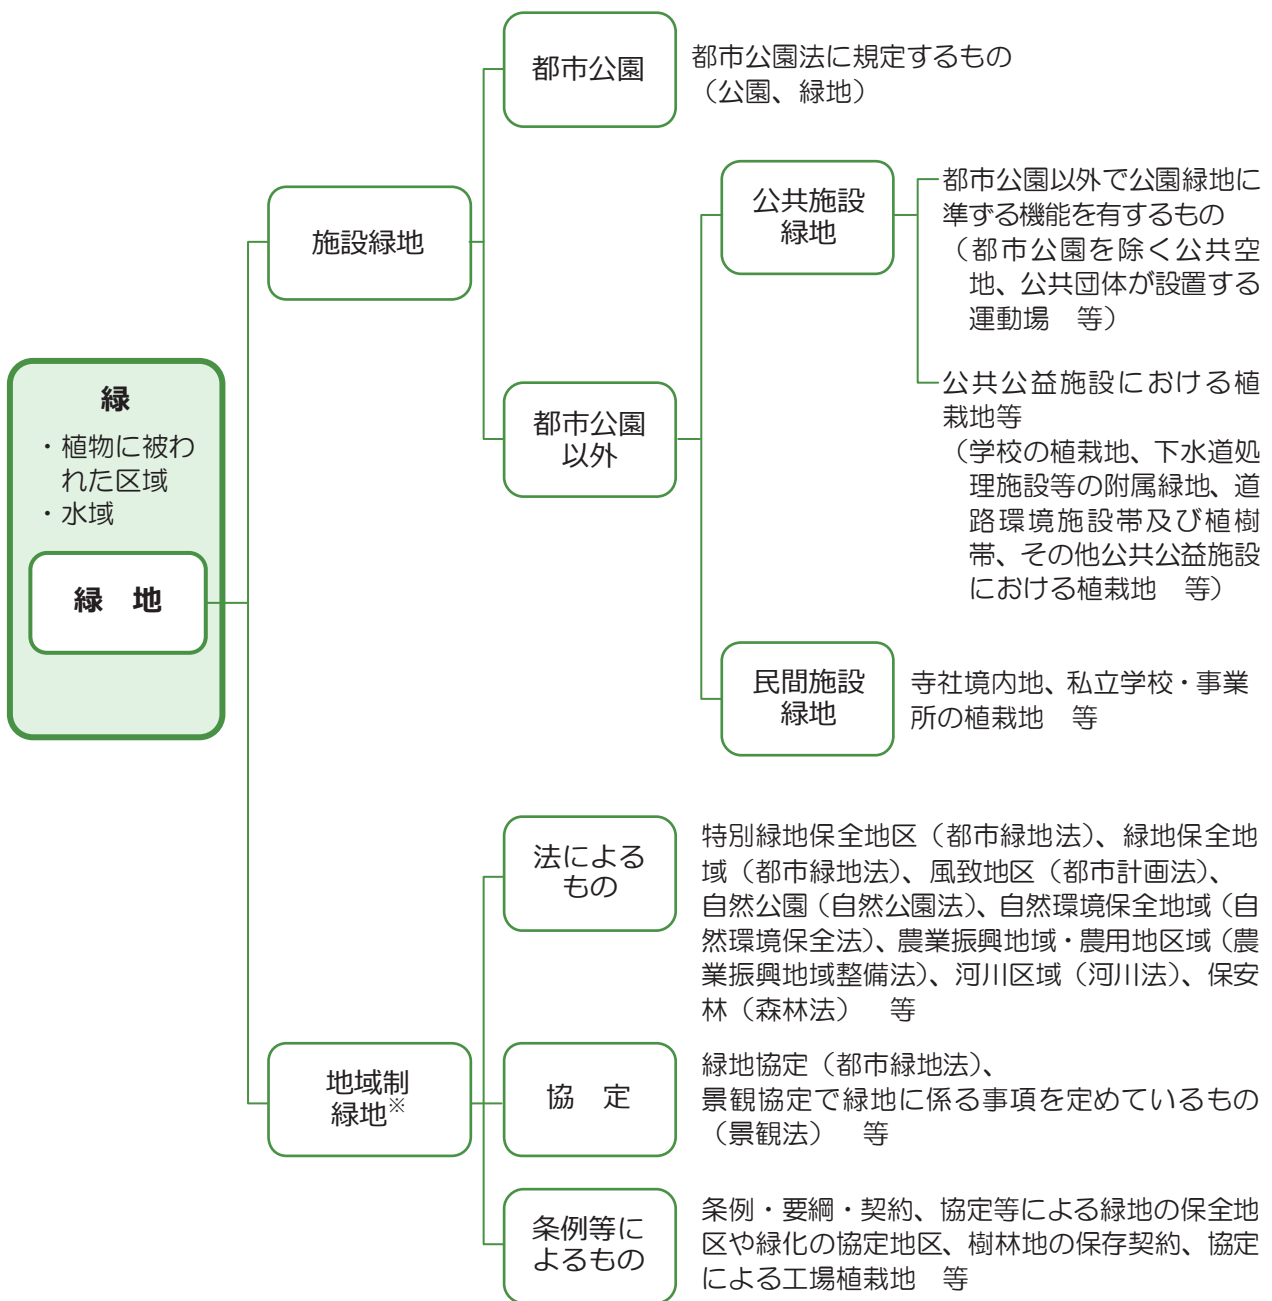 緑
・植物に被わ
れた区域
・水域
緑　地
施設緑地
都市公園
都市公園法に規定するもの
（公園、緑地）
都市公園
以外
公共施設
緑地
都市公園以外で公園緑地に
準ずる機能を有するもの
（都市公園を除く公共空
地、公共団体が設置する
運動場　等）
公共公益施設における植
栽地等
（学校の植栽地、下水道処
理施設等の附属緑地、道
路環境施設帯及び植樹
帯、その他公共公益施設
における植栽地　等）
民間施設
緑地
寺社境内地、私立学校・事業
所の植栽地　等
地域制
緑地※
法による
もの
特別緑地保全地区（都市緑地法）、緑地保全地
域（都市緑地法）、風致地区（都市計画法）、
自然公園（自然公園法）、自然環境保全地域（自
然環境保全法）、農業振興地域・農用地区域（農
業振興地域整備法）、河川区域（河川法）、保安
林（森林法）　等
協　定
緑地協定（都市緑地法）、
景観協定で緑地に係る事項を定めているもの
（景観法）　等
条例等に
よるもの
条例・要綱・契約、協定等による緑地の保全地
区や緑化の協定地区、樹林地の保存契約、協定
による工場植栽地　等